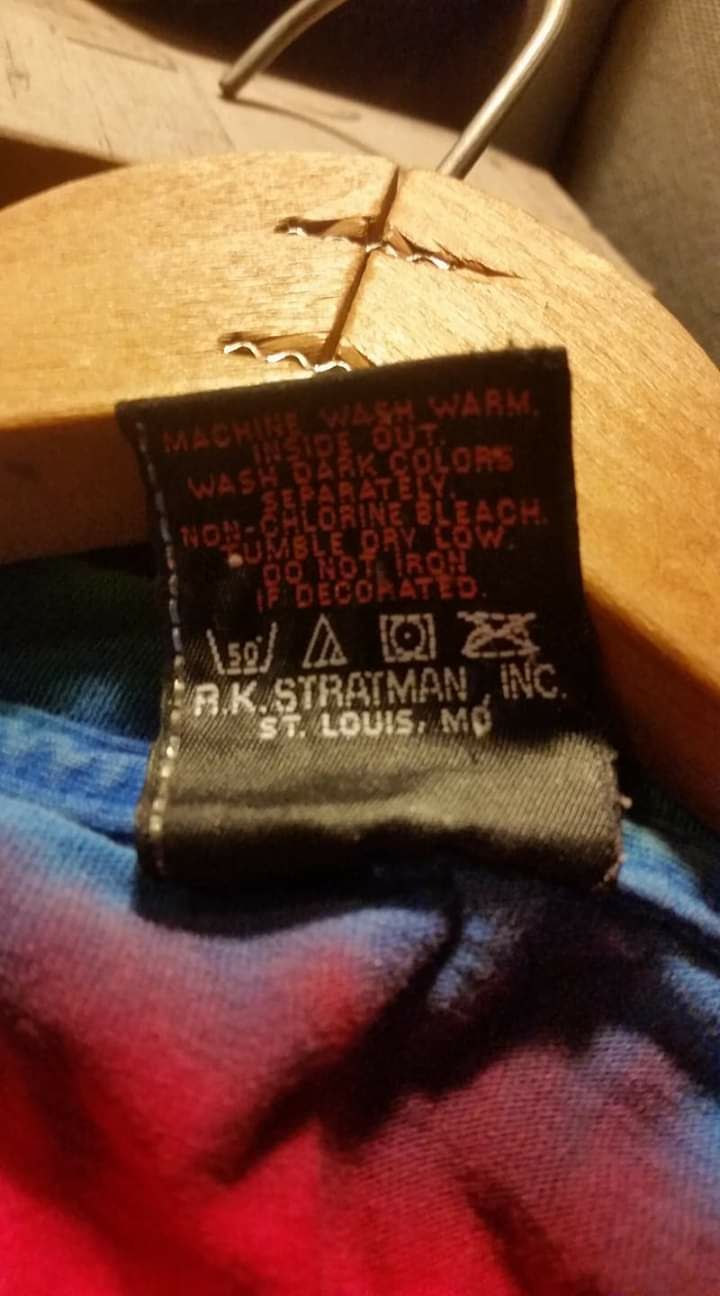 MACHINE WASH WARM.
INSIDE OUT.
WASH DARK COLORS
SEPARATELY.
NON-CHLORINE BLEACH.
TUMBLE DRY LOW.
DO NOT IRON
IF DECORATED.
50°
R.K. STRATMAN, INC.
ST. LOUIS, MO